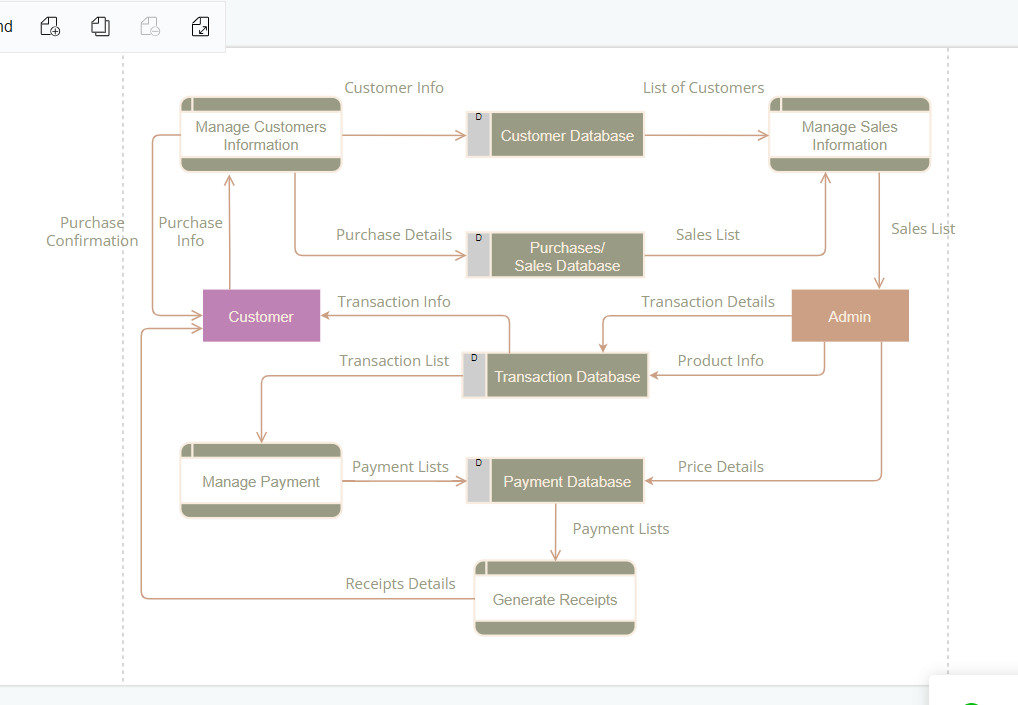 nd
Customer Info
List of Customers
Manage Customers
Information
D
Customer Database
Manage Sales
Information
Purchase
Confirmation
Purchase
Info
Purchase Details
D
Purchases/
Sales Database
Sales List
Sales List
Customer
Transaction Info
Transaction Details
Admin
Transaction List
D
Transaction Database
Product Info
Manage Payment
Payment Lists
D
Payment Database
Price Details
Payment Lists
Receipts Details
Generate Receipts